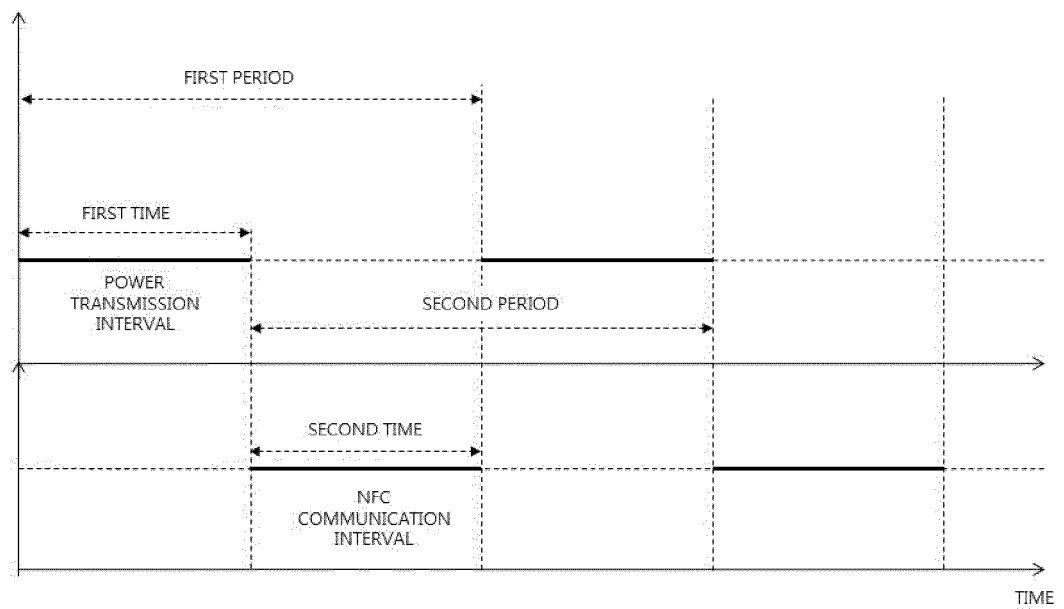 FIRST PERIOD
FIRST TIME
POWER
TRANSMISSION
INTERVAL
SECOND PERIOD
SECOND TIME
NFC
COMMUNICATION
INTERVAL
TIME